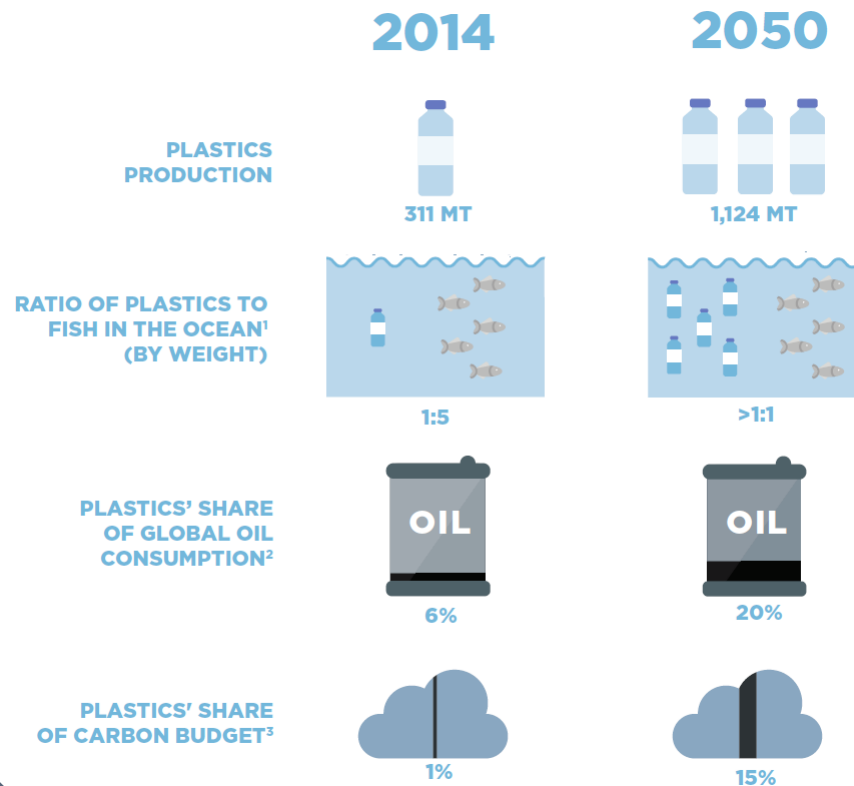 2014 2050
PLASTICS
PRODUCTION
311 MT 1,124 MT
RATIO OF PLASTICS TO
FISH IN THE OCEAN¹
(BY WEIGHT)
1:5 >1:1
PLASTICS’ SHARE
OF GLOBAL OIL
CONSUMPTION²
OIL OIL
6% 20%
PLASTICS' SHARE
OF CARBON BUDGET³
1% 15%